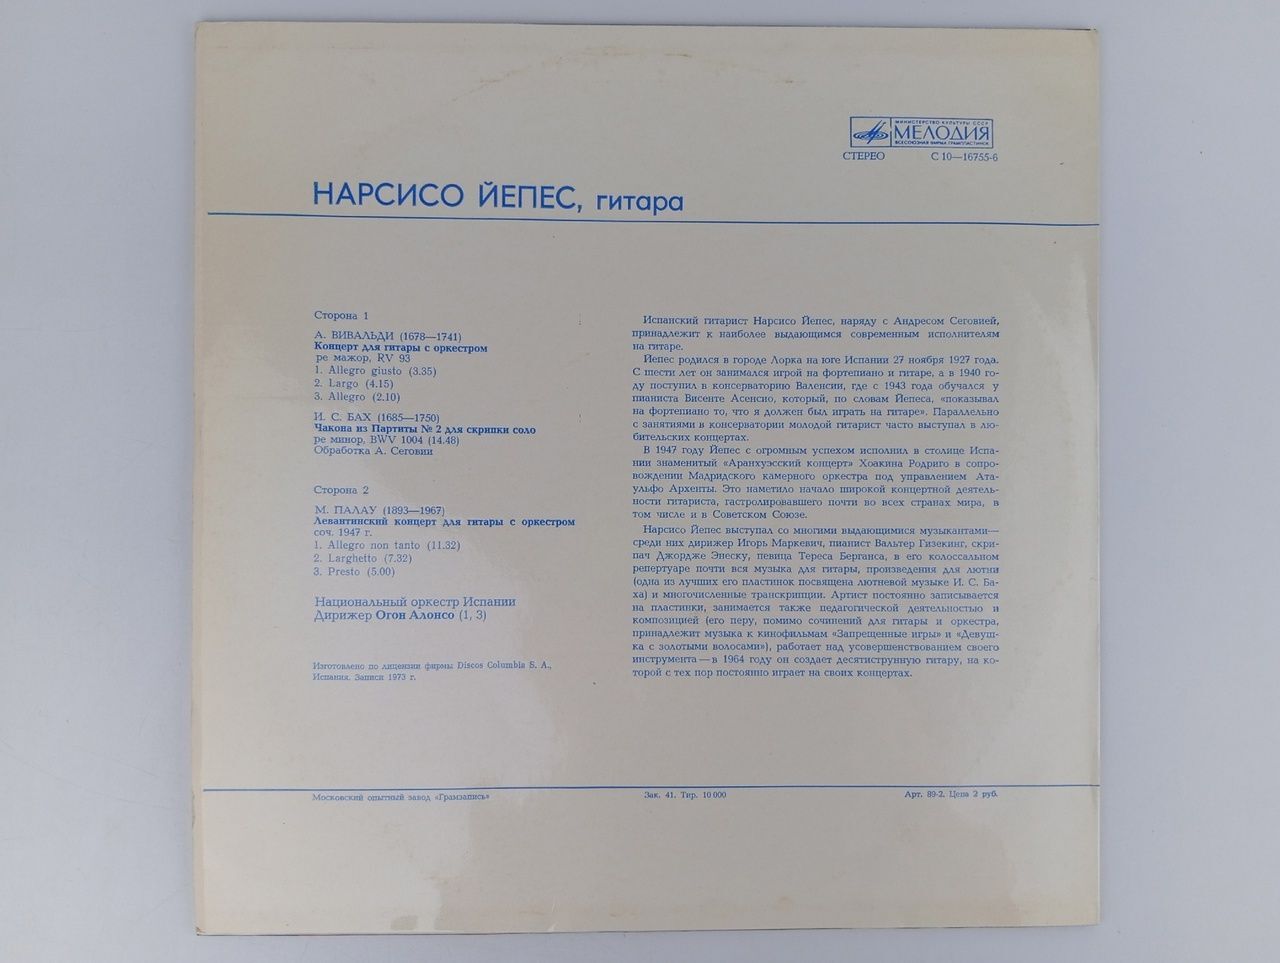 МИНИСТЕРСТВО КУЛЬТУРЫ СССР
МЕЛОДИЯ
ВСЕСОЮЗНАЯ ФИРМА ГРАМПЛАСТИНОК
СТЕРЕО С 10—16755-6
НАРСИСО ЙЕПЕС, гитара
Сторона 1
А. ВИВАЛЬДИ (1678—1741)
Концерт для гитары с оркестром
ре мажор, RV 93
1. Allegro giusto (3.35)
2. Largo (4.15)
3. Allegro (2.10)
И. С. БАХ (1685—1750)
Чакона из Партиты № 2 для скрипки соло
ре минор, BWV 1004 (14.48)
Обработка А. Сеговии
Сторона 2
М. ПАЛАУ (1893—1967)
Левантинский концерт для гитары с оркестром
соч. 1947 г.
1. Allegro non tanto (11.32)
2. Larghetto (7.32)
3. Presto (5.00)
Национальный оркестр Испании
Дирижер Огон Алонсо (1, 3)
Изготовлено по лицензии фирмы Discos Columbia S. A.,
Испания. Записи 1973 г.
Испанский гитарист Нарсисо Йепес, наряду с Андресом Сеговией,
принадлежит к наиболее выдающимся современным исполнителям
на гитаре.
Йепес родился в городе Лорка на юге Испании 27 ноября 1927 года.
С шести лет он занимался игрой на фортепиано и гитаре, а в 1940 го-
ду поступил в консерваторию Валенсии, где с 1943 года обучался у
пианиста Висенте Асенсио, который, по словам Йепеса, «показывал
на фортепиано то, что я должен был играть на гитаре». Параллельно
с занятиями в консерватории молодой гитарист часто выступал в лю-
бительских концертах.
В 1947 году Йепес с огромным успехом исполнил в столице Испа-
нии знаменитый «Аранхуэсский концерт» Хоакина Родриго в сопро-
вождении Мадридского камерного оркестра под управлением Ата-
ульфо Архенты. Это наметило начало широкой концертной деятель-
ности гитариста, гастролировавшего почти во всех странах мира, в
том числе и в Советском Союзе.
Нарсисо Йепес выступал со многими выдающимися музыкантами—
среди них дирижер Игорь Маркевич, пианист Вальтер Гизекинг, скри-
пач Джордже Энеску, певица Тереса Берганса, в его колоссальном
репертуаре почти вся музыка для гитары, произведения для лютни
(одна из лучших его пластинок посвящена лютневой музыке И. С. Ба-
ха) и многочисленные транскрипции. Артист постоянно записывается
на пластинки, занимается также педагогической деятельностью и
композицией (его перу, помимо сочинений для гитары и оркестра,
принадлежит музыка к кинофильмам «Запрещенные игры» и «Девуш-
ка с золотыми волосами»), работает над усовершенствованием своего
инструмента—в 1964 году он создает десятиструнную гитару, на ко-
торой с тех пор постоянно играет на своих концертах.
Московский опытный завод «Грамзапись» Зак. 41. Тир. 10 000 Арт. 89-2. Цена 2 руб.